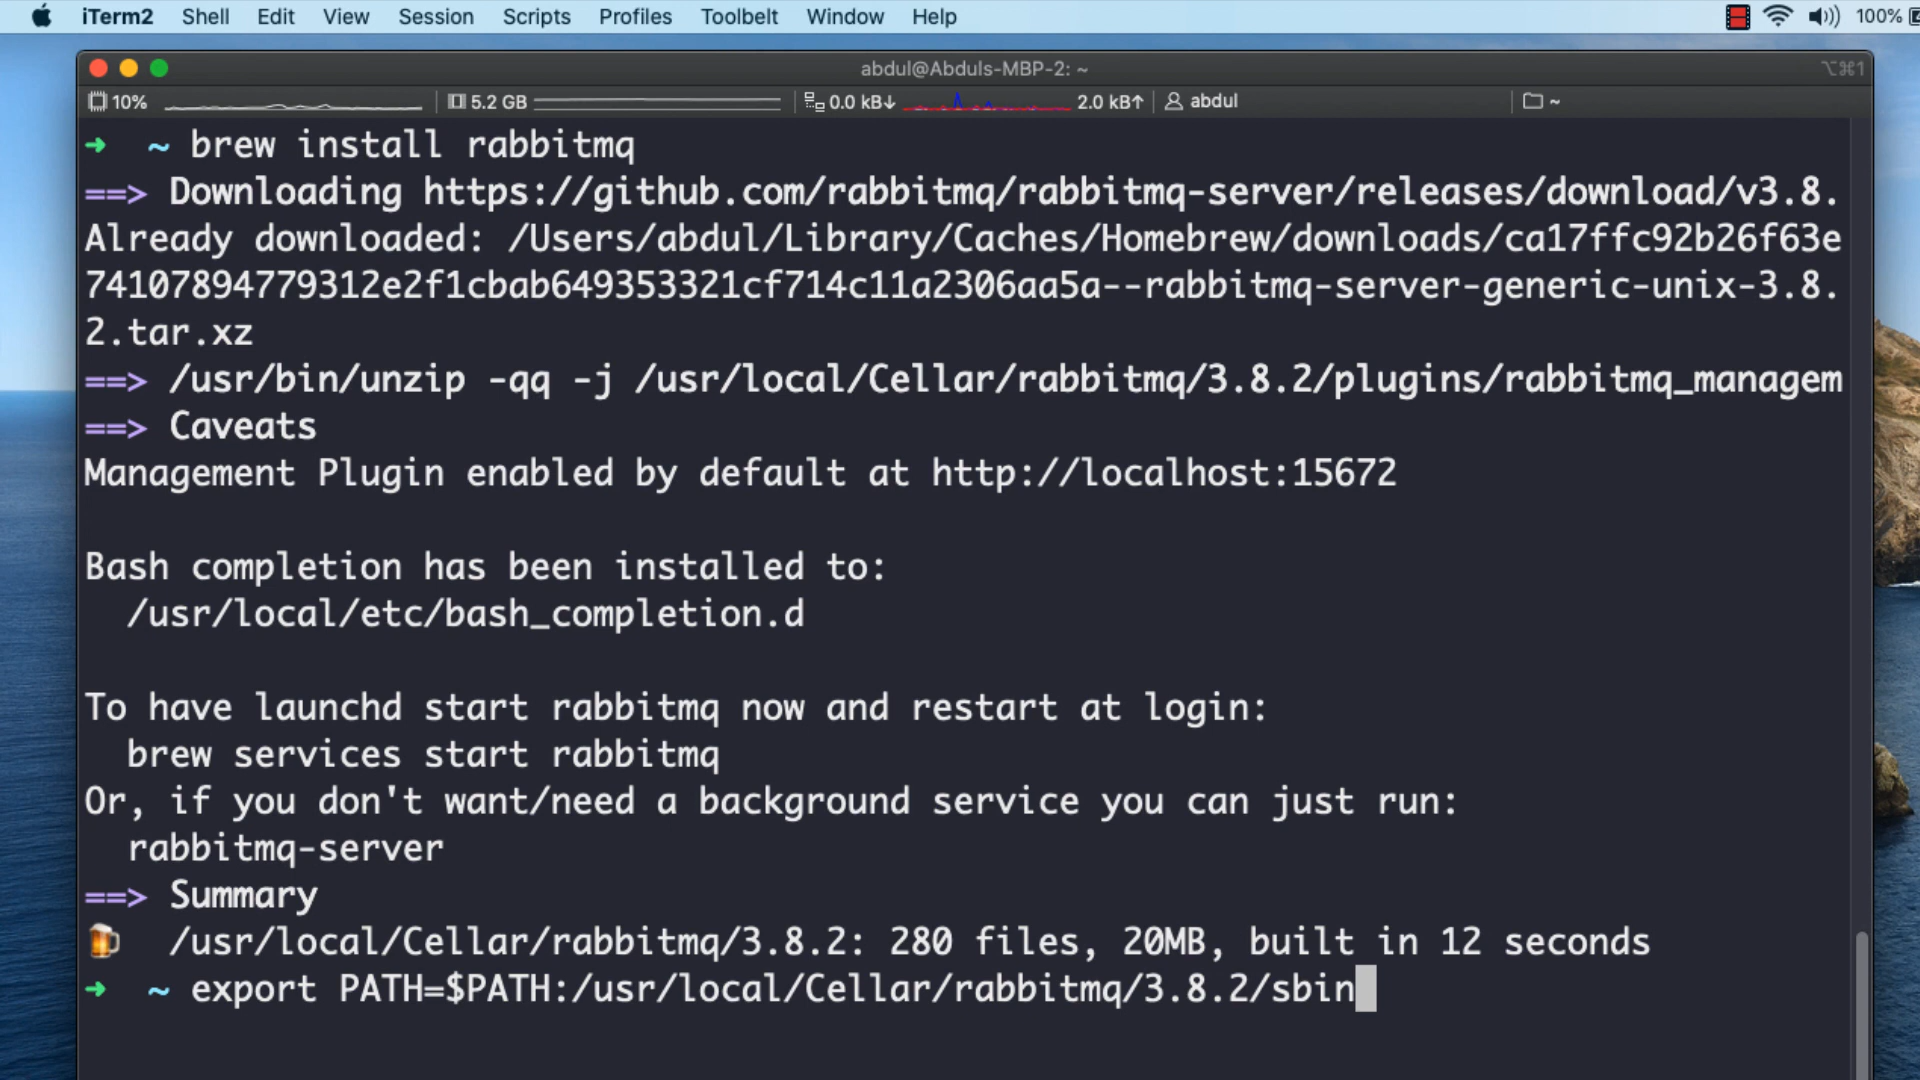 iTerm2 Shell Edit View Session Scripts Profiles Toolbelt Window Help 100%
abdul@Abduls-MBP-2: ~ ⌥⌘1
10% 5.2 GB 0.0 kB↓ 2.0 kB↑ abdul ~
➜ ~ brew install rabbitmq
==> Downloading https://github.com/rabbitmq/rabbitmq-server/releases/download/v3.8.
Already downloaded: /Users/abdul/Library/Caches/Homebrew/downloads/ca17ffc92b26f63e
74107894779312e2f1cbab649353321cf714c11a2306aa5a--rabbitmq-server-generic-unix-3.8.
2.tar.xz
==> /usr/bin/unzip -qq -j /usr/local/Cellar/rabbitmq/3.8.2/plugins/rabbitmq_managem
==> Caveats
Management Plugin enabled by default at http://localhost:15672
Bash completion has been installed to:
/usr/local/etc/bash_completion.d
To have launchd start rabbitmq now and restart at login:
brew services start rabbitmq
Or, if you don't want/need a background service you can just run:
rabbitmq-server
==> Summary
🍺 /usr/local/Cellar/rabbitmq/3.8.2: 280 files, 20MB, built in 12 seconds
➜ ~ export PATH=$PATH:/usr/local/Cellar/rabbitmq/3.8.2/sbin